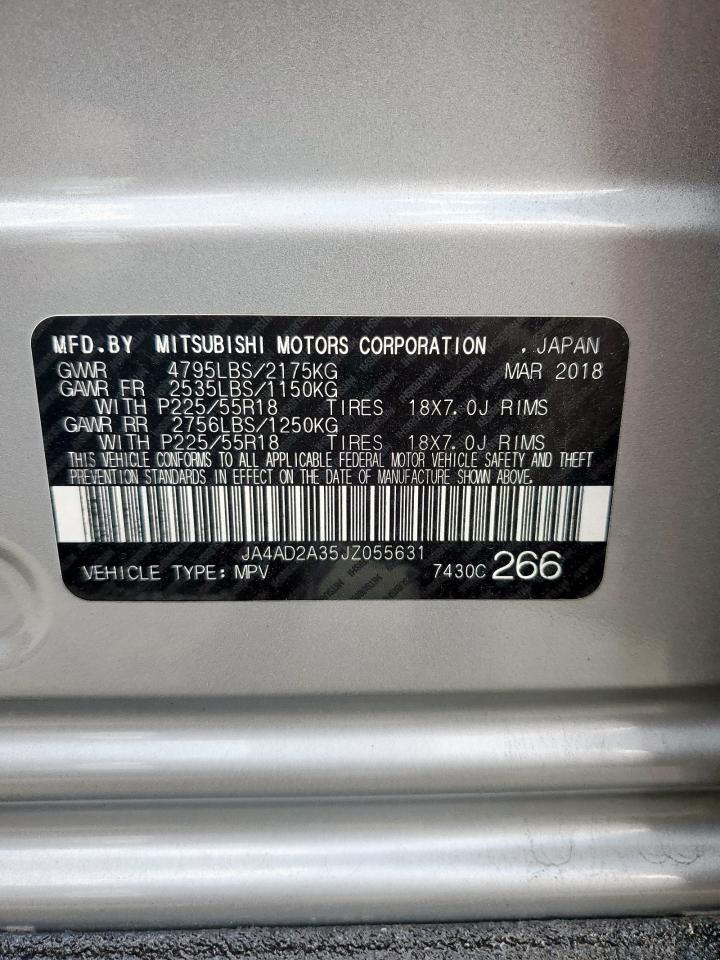 MFD.BY MITSUBISHI MOTORS CORPORATION , JAPAN
GVWR 4795LBS/2175KG MAR 2018
GAWR FR 2535LBS/1150KG
WITH P225/55R18 TIRES 18X7.0J RIMS
GAWR RR 2756LBS/1250KG
WITH P225/55R18 TIRES 18X7.0J RIMS
THIS VEHICLE CONFORMS TO ALL APPLICABLE FEDERAL MOTOR VEHICLE SAFETY AND THEFT
PREVENTION STANDARDS IN EFFECT ON THE DATE OF MANUFACTURE SHOWN ABOVE.
JA4AD2A35JZ055631
VEHICLE TYPE: MPV 7430C 266